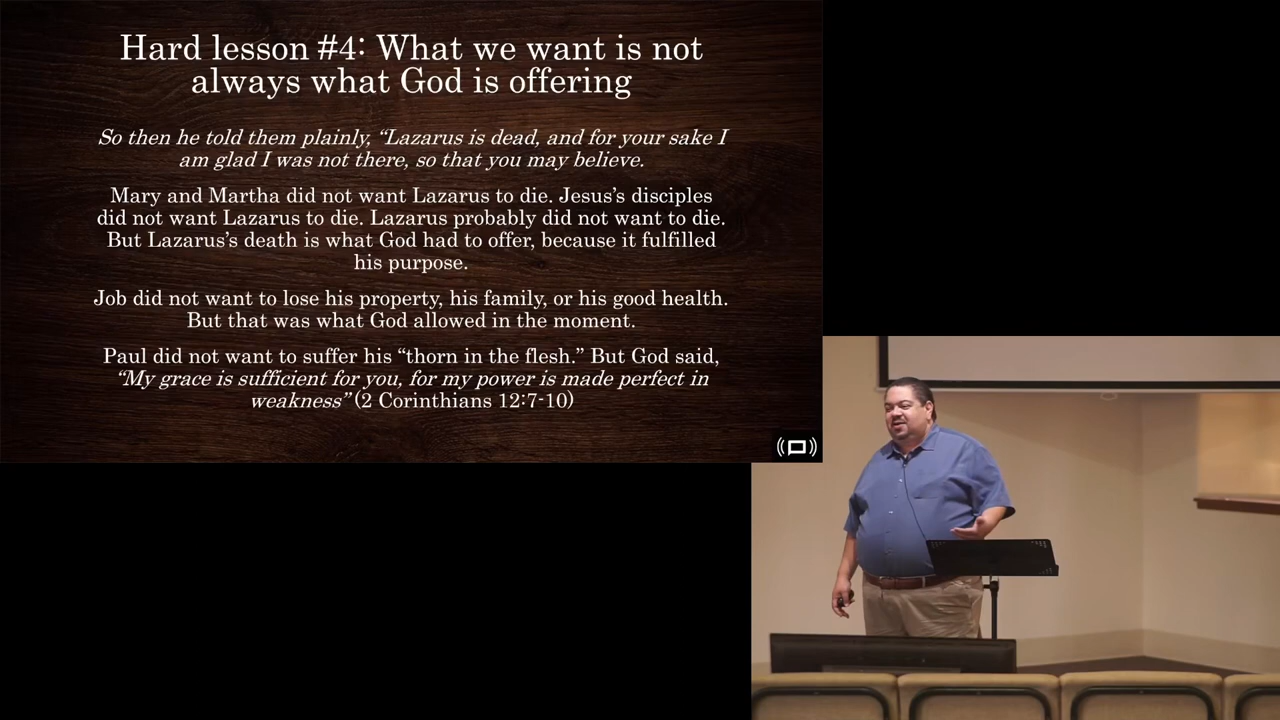 Hard lesson #4: What we want is not
always what God is offering
So then he told them plainly, “Lazarus is dead, and for your sake I
am glad I was not there, so that you may believe.
Mary and Martha did not want Lazarus to die. Jesus’s disciples
did not want Lazarus to die. Lazarus probably did not want to die.
But Lazarus’s death is what God had to offer, because it fulfilled
his purpose.
Job did not want to lose his property, his family, or his good health.
But that was what God allowed in the moment.
Paul did not want to suffer his “thorn in the flesh.” But God said,
“My grace is sufficient for you, for my power is made perfect in
weakness” (2 Corinthians 12:7-10)